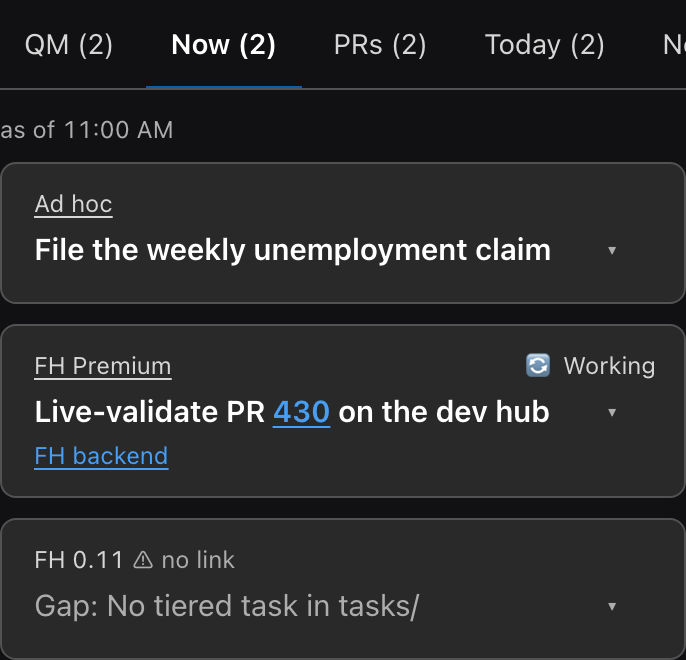 QM (2) Now (2) PRs (2) Today (2)
as of 11:00 AM
Ad hoc
File the weekly unemployment claim
FH Premium Working
Live-validate PR 430 on the dev hub
FH backend
FH 0.11 ⚠ no link
Gap: No tiered task in tasks/